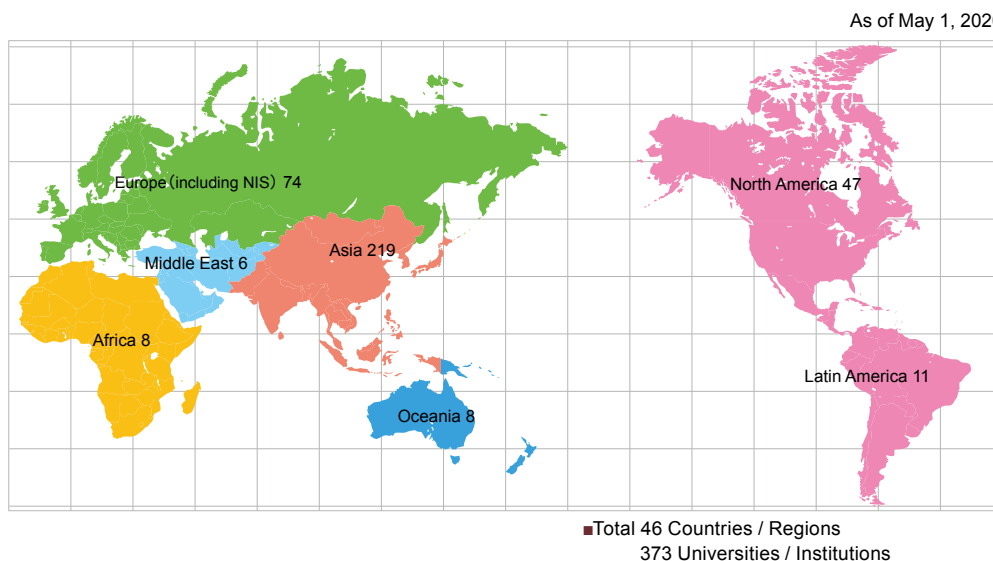 As of May 1, 2020
Europe（including NIS）74
North America 47
Asia 219
Middle East 6
Africa 8
Latin America 11
Oceania 8
■Total 46 Countries / Regions
373 Universities / Institutions